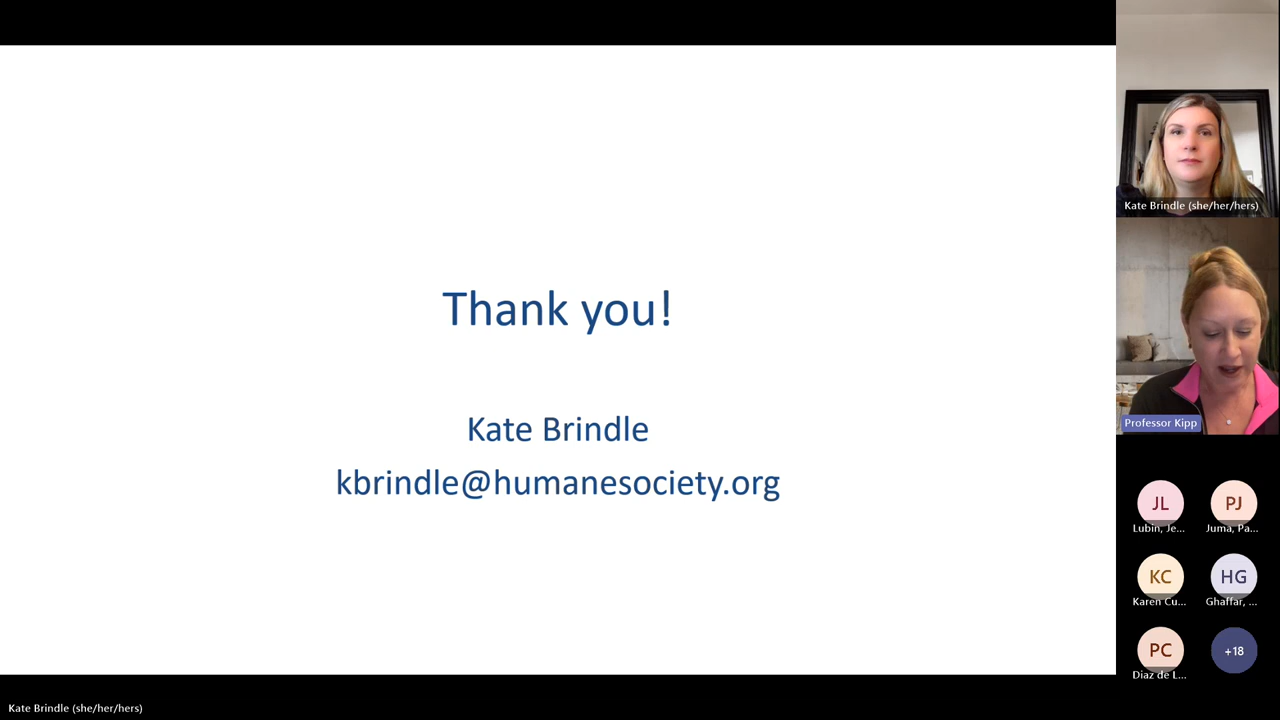 Thank you!
Kate Brindle
kbrindle@humanesociety.org
Kate Brindle (she/her/hers)
Professor Kipp
JL
PJ
Lubin, Je...
Juma, Pa...
KC
HG
Karen Cu...
Ghaffar, ...
PC
+18
Diaz de L...
Kate Brindle (she/her/hers)